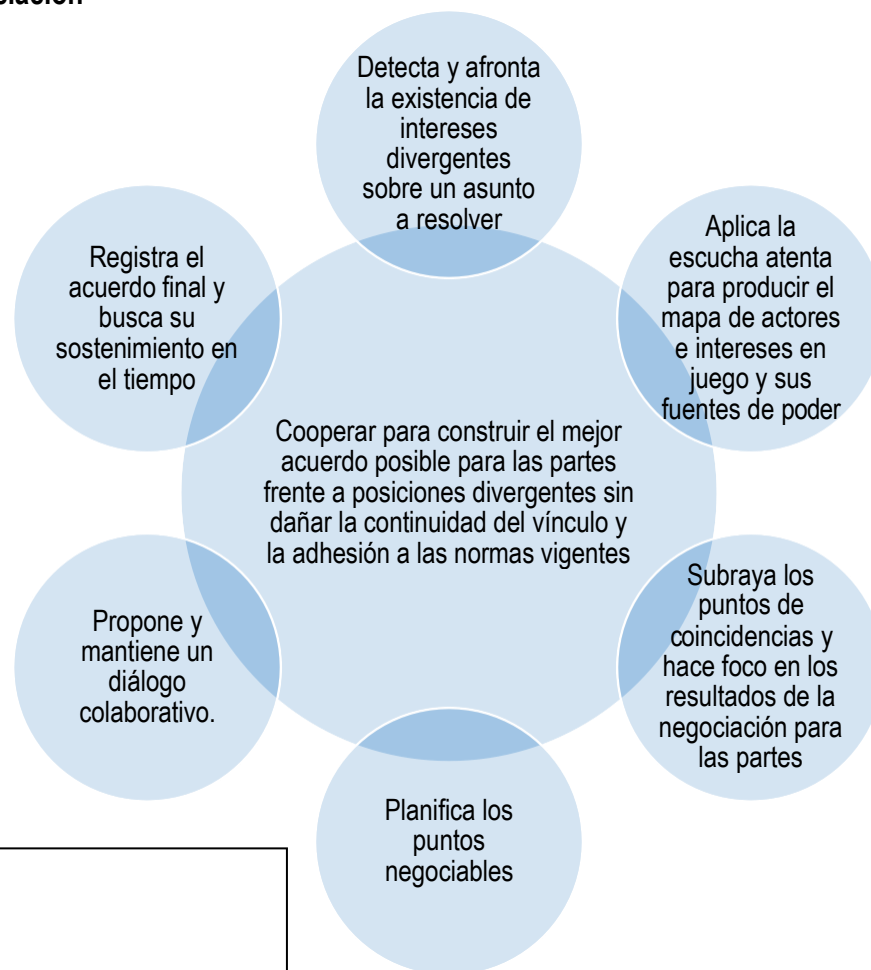 Detecta y afronta
la existencia de
intereses
divergentes
sobre un asunto
a resolver
Aplica la
escucha atenta
para producir el
mapa de actores
e intereses en
juego y sus
fuentes de poder
Subraya los
puntos de
coincidencias y
hace foco en los
resultados de la
negociación para
las partes
Planifica los
puntos
negociables
Propone y
mantiene un
diálogo
colaborativo.
Registra el
acuerdo final y
busca su
sostenimiento en
el tiempo
Cooperar para construir el mejor
acuerdo posible para las partes
frente a posiciones divergentes sin
dañar la continuidad del vínculo y
la adhesión a las normas vigentes